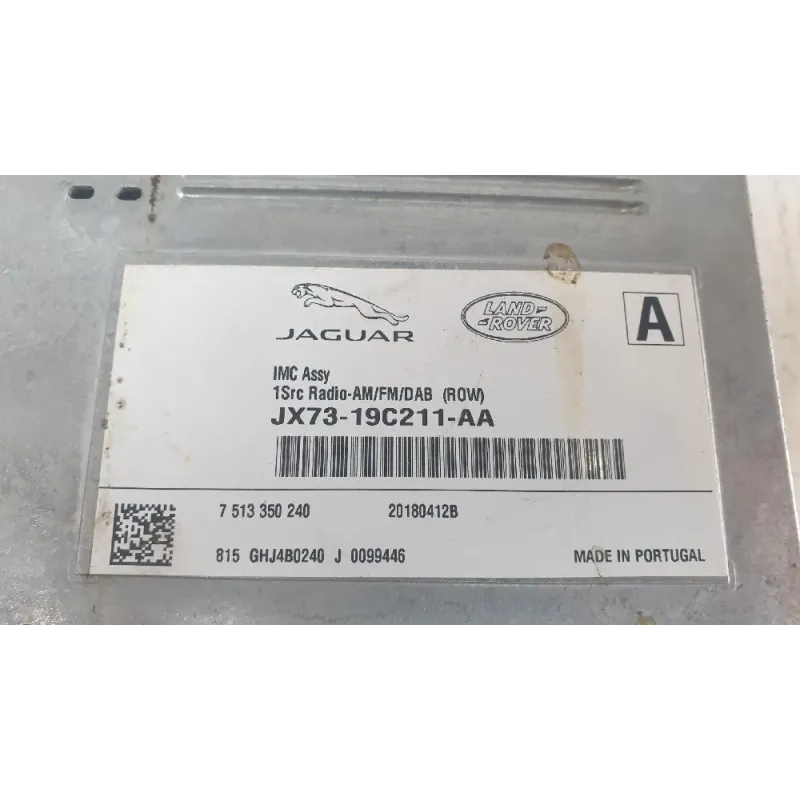 JAGUAR
LAND-
-ROVER
A
IMC Assy
1Src Radio-AM/FM/DAB (ROW)
JX73-19C211-AA
7 513 350 240 20180412B
815 GHJ4B0240 J 0099446 MADE IN PORTUGAL